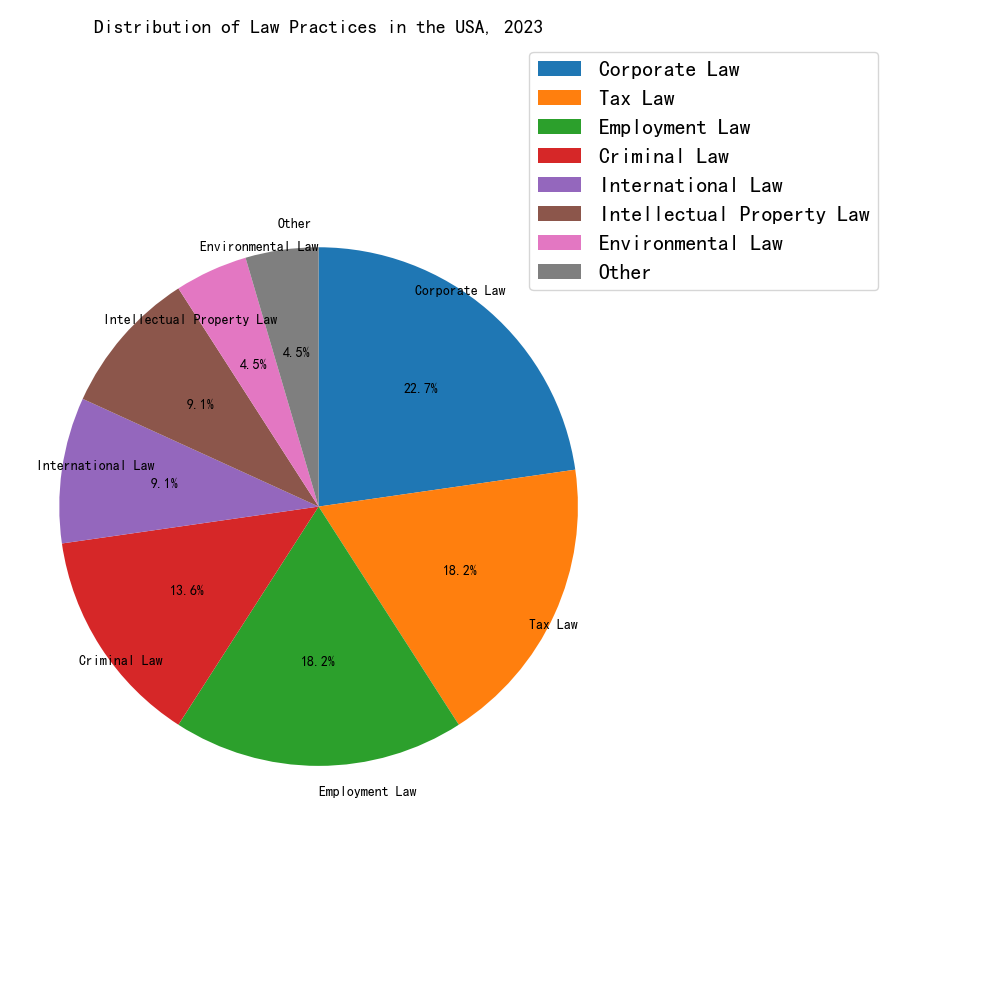 Distribution of Law Practices in the USA, 2023
Corporate Law
Tax Law
Employment Law
Criminal Law
International Law
Intellectual Property Law
Environmental Law
Other
Other
Environmental Law
Corporate Law
Intellectual Property Law
4.5%
4.5%
22.7%
9.1%
International Law
9.1%
18.2%
13.6%
Tax Law
Criminal Law
18.2%
Employment Law